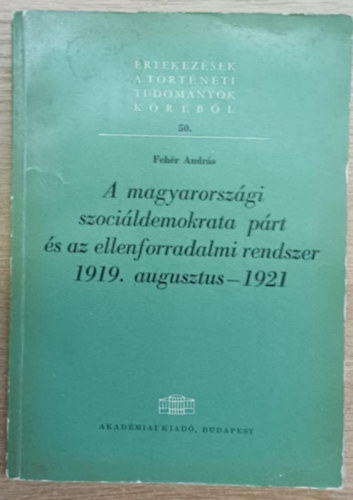 ÉRTEKEZÉSEK
A TÖRTÉNETI
TUDOMÁNYOK
KÖRÉBŐL
50.
Fehér András
A magyarországi
szociáldemokrata párt
és az ellenforradalmi rendszer
1919. augusztus–1921
AKADÉMIAI KIADÓ, BUDAPEST